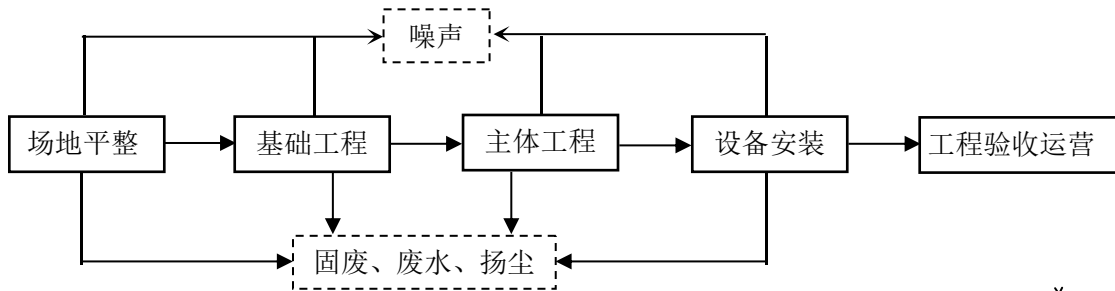 噪声
场地平整
基础工程
主体工程
设备安装
工程验收运营
固废、废水、扬尘